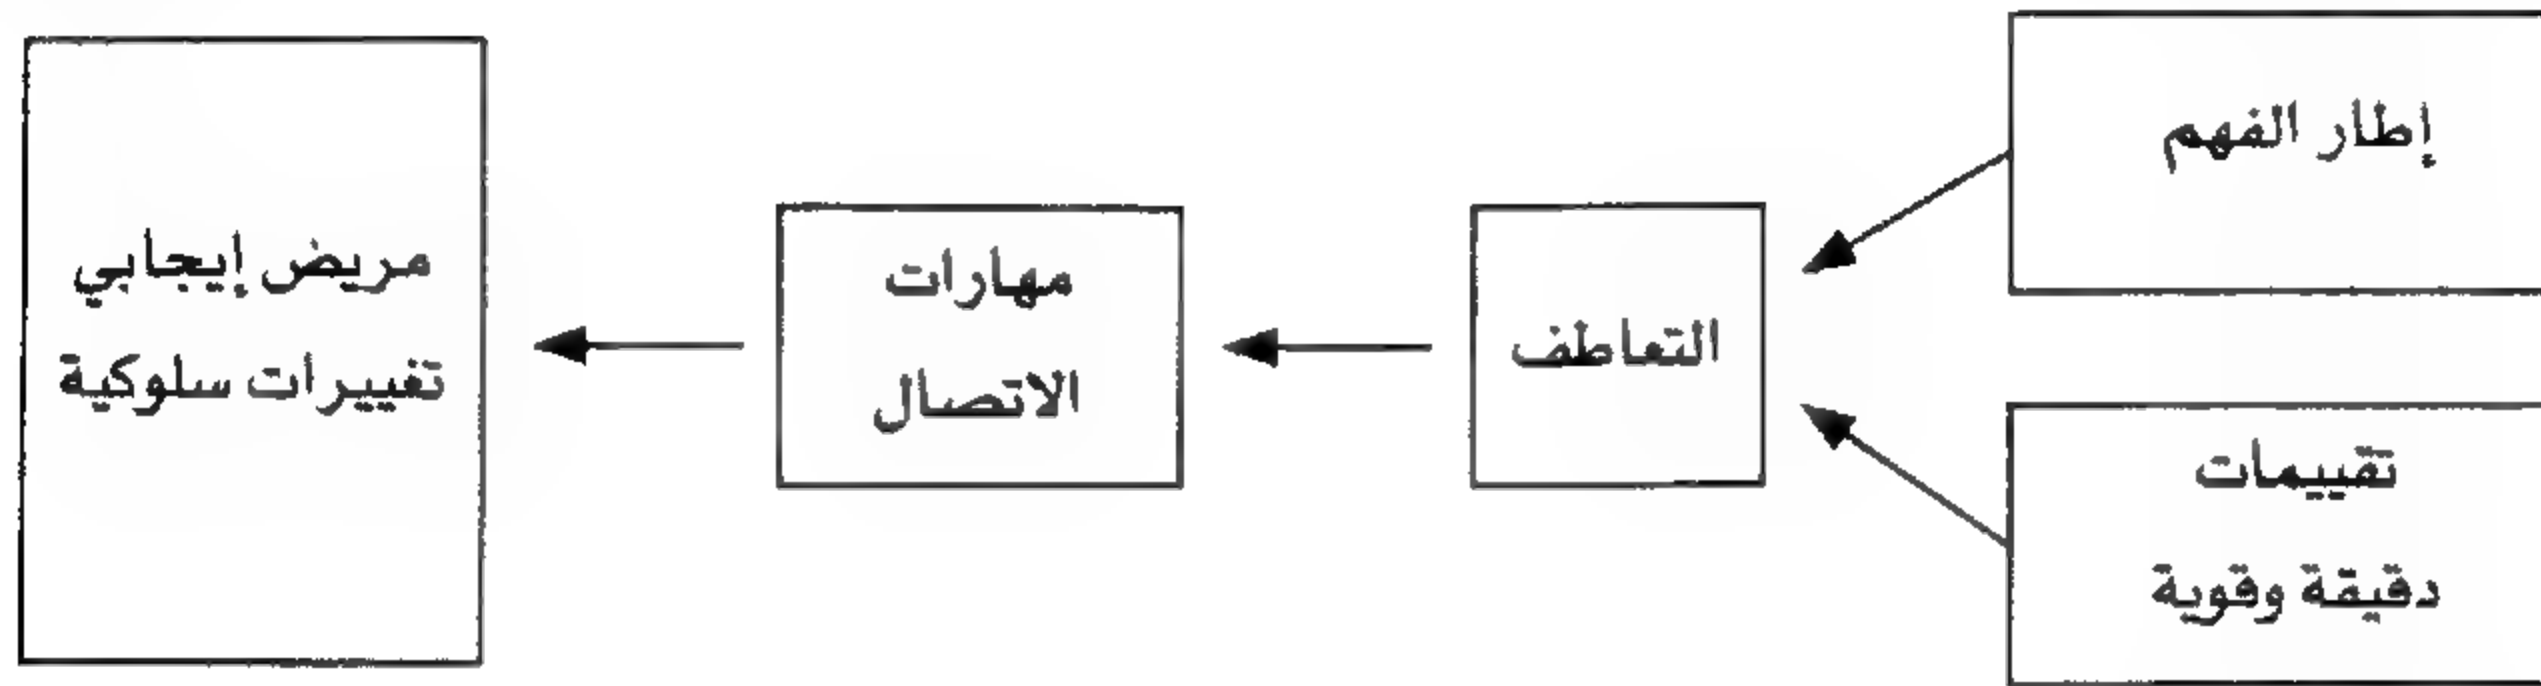 إطار الفهم
تقييمات
دقيقة وقوية
التعاطف
مهارات
الاتصال
مريض إيجابي
تغييرات سلوكية